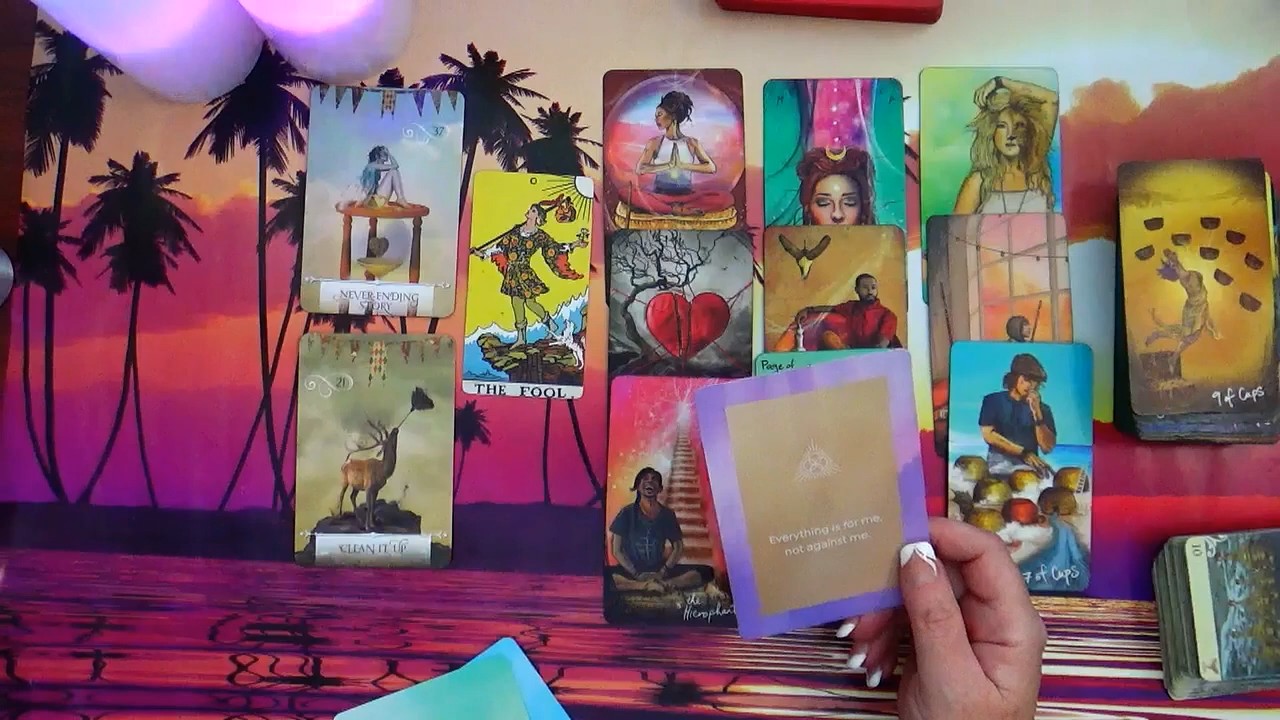 37
NEVER-ENDING
STORY
21
CLEAN IT UP
0
THE FOOL.
Page of
the
Hierophant
Everything is for me,
not against me.
7 of Cups
9 of Cups
10